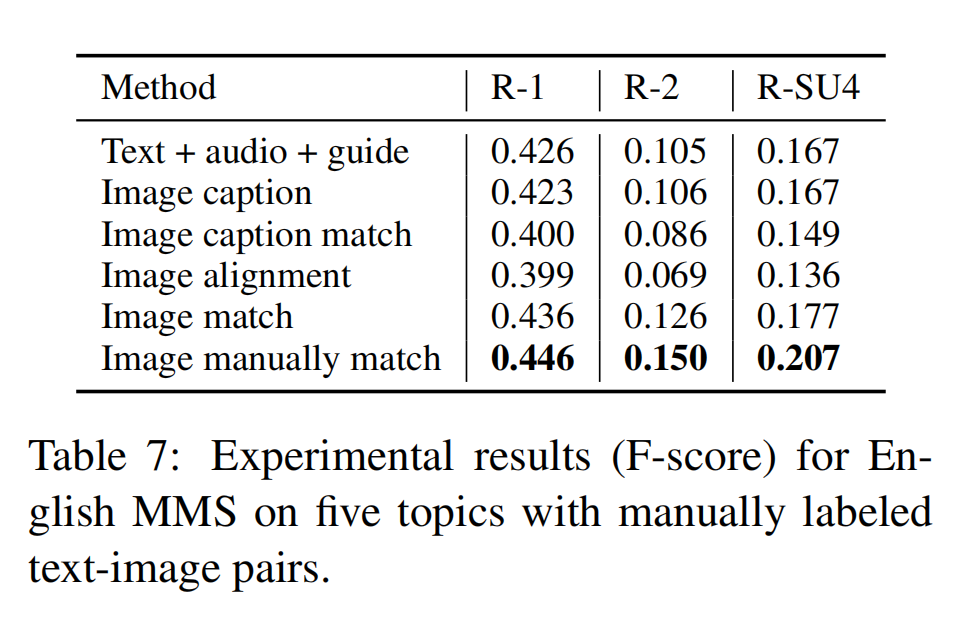 Method R-1 R-2 R-SU4
Text + audio + guide 0.426 0.105 0.167
Image caption 0.423 0.106 0.167
Image caption match 0.400 0.086 0.149
Image alignment 0.399 0.069 0.136
Image match 0.436 0.126 0.177
Image manually match 0.446 0.150 0.207
Table 7: Experimental results (F-score) for En-
glish MMS on five topics with manually labeled
text-image pairs.